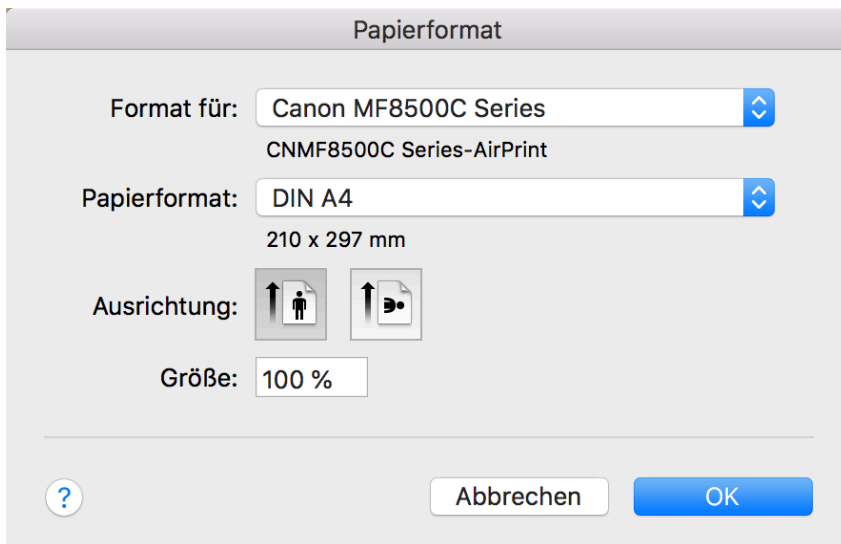 Papierformat
Format für: Canon MF8500C Series
CNMF8500C Series-AirPrint
Papierformat: DIN A4
210 x 297 mm
Ausrichtung:
Größe: 100 %
? Abbrechen OK